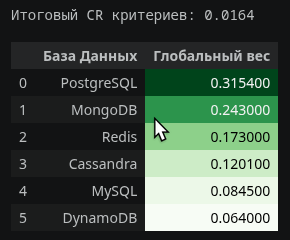 Итоговый CR критериев: 0.0164
База Данных Глобальный вес
0 PostgreSQL 0.315400
1 MongoDB 0.243000
2 Redis 0.173000
3 Cassandra 0.120100
4 MySQL 0.084500
5 DynamoDB 0.064000